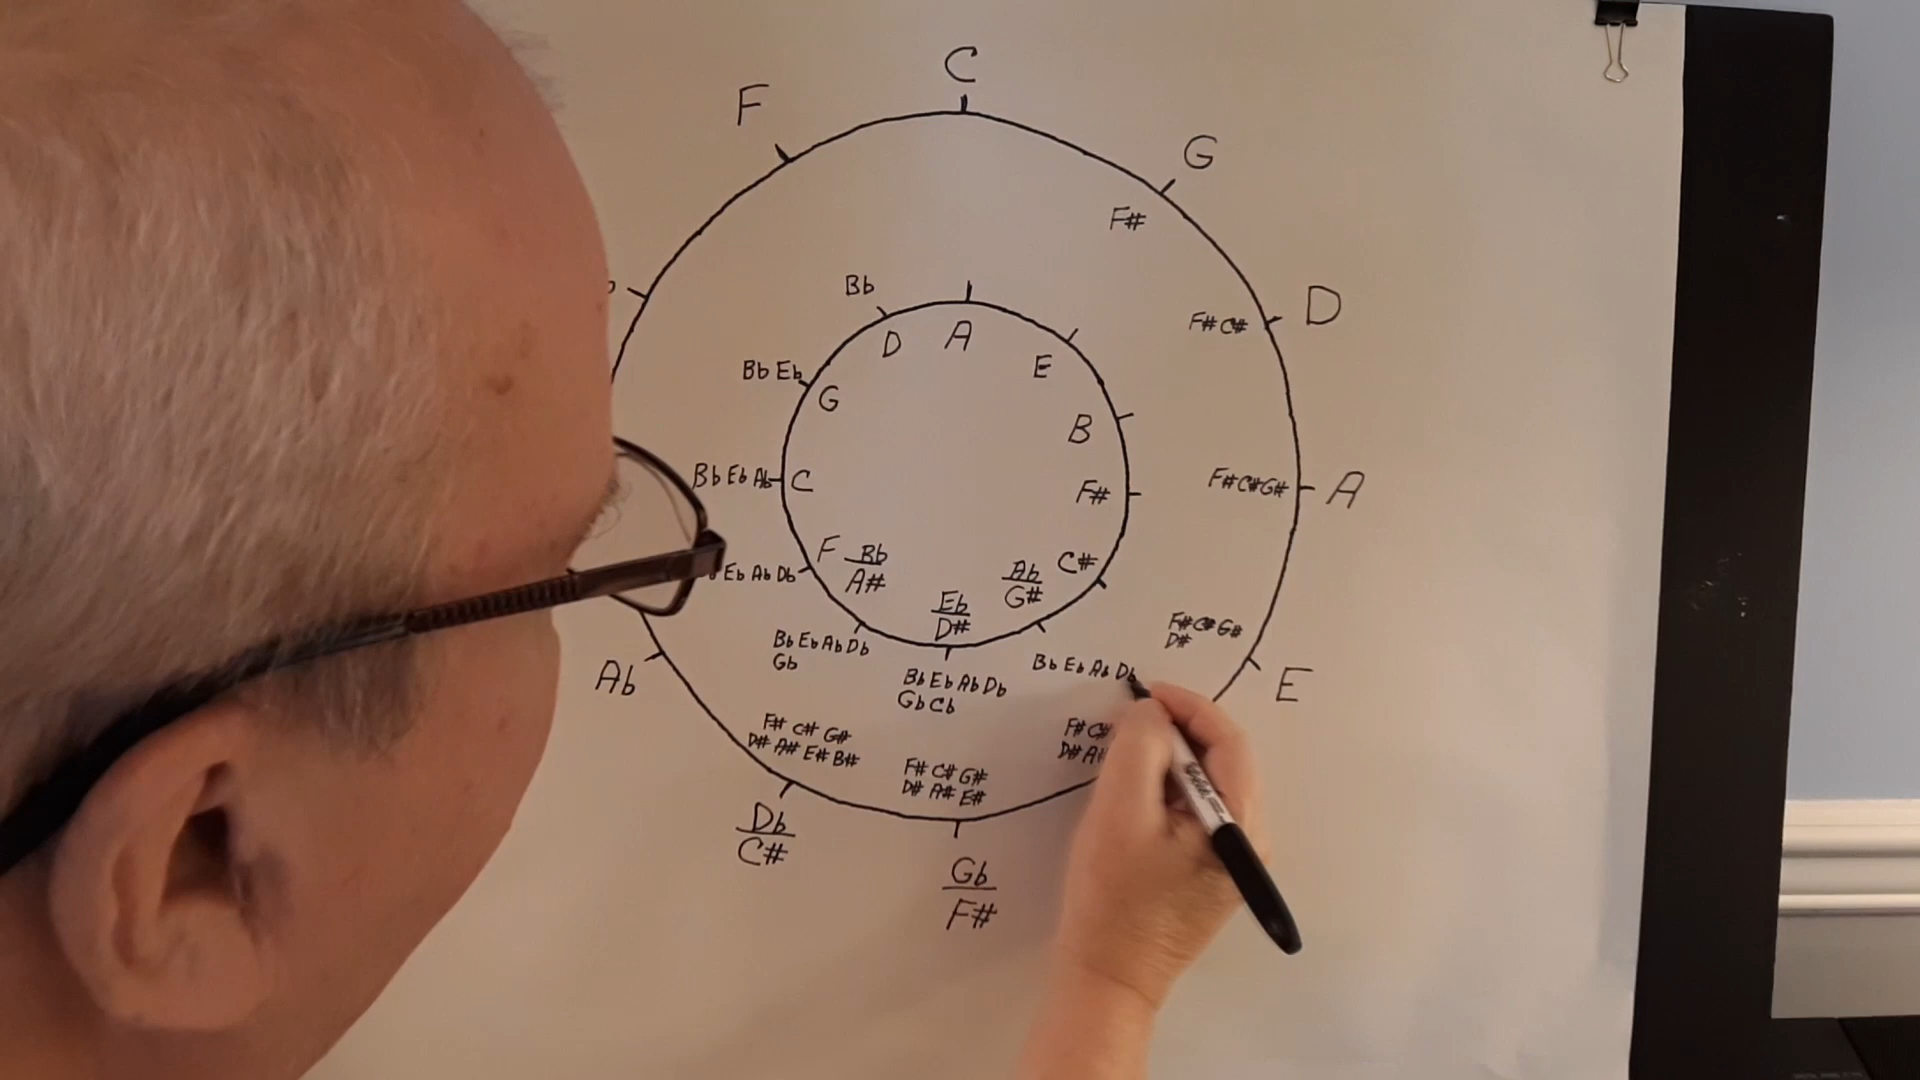 C
F
G
F#
D
F# C#
Bb
A
D
E
Bb Eb
G
B
Bb Eb Ab
C
F#
F# C# G#
A
F
Bb
A#
C#
Ab
G#
Eb
D#
Eb Ab Db
F# C# G#
D#
E
Bb Eb Ab Db
Gb
Bb Eb Ab Db
Gb Cb
Bb Eb Ab Db
Ab
F# C# G#
D# A# E# B#
F# C# G#
D# A# E#
F# C#
D# A#
Db
C#
Gb
F#